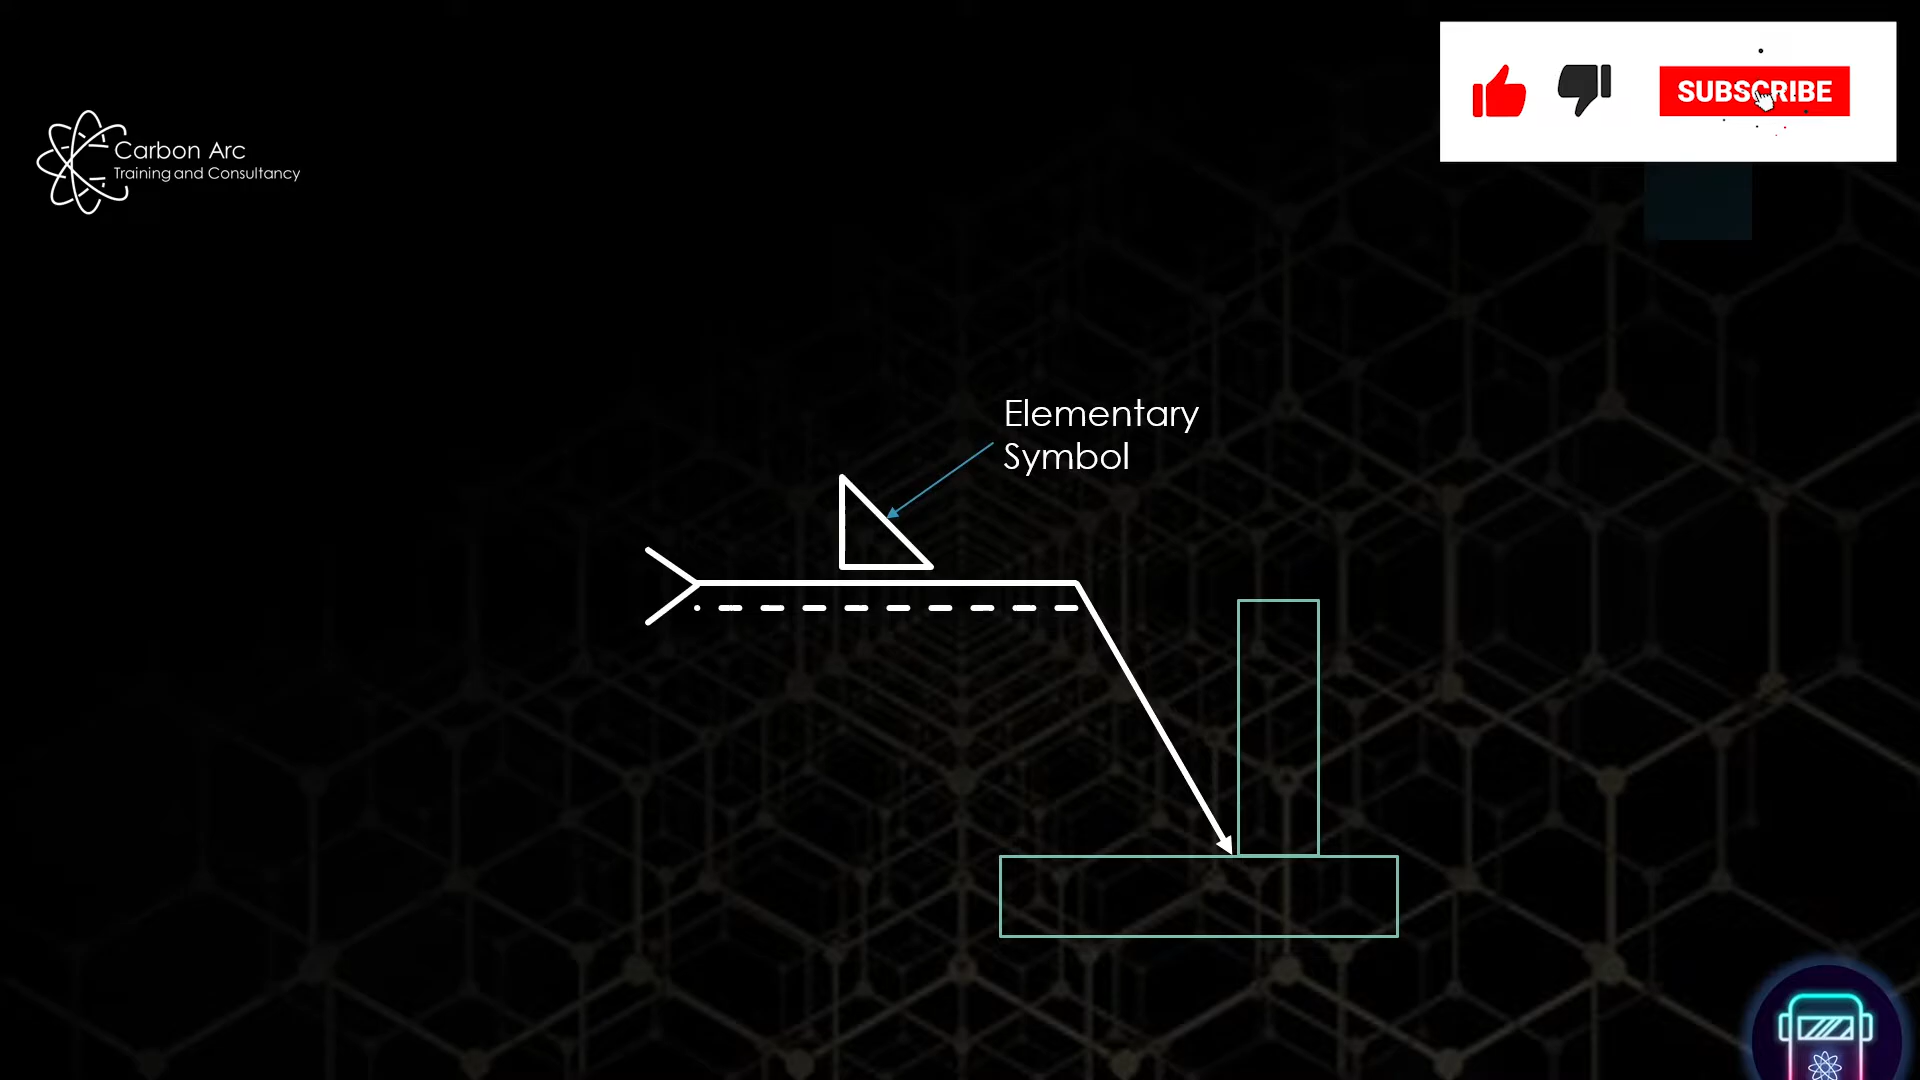 SUBSCRIBE
Carbon Arc
Training and Consultancy
Elementary
Symbol